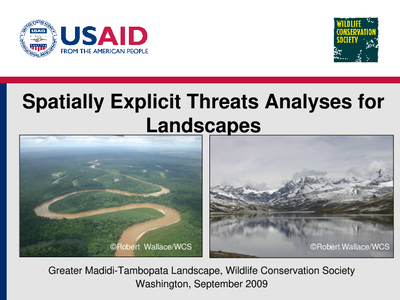 USAID
FROM THE AMERICAN PEOPLE
WILDLIFE
CONSERVATION
SOCIETY
Spatially Explicit Threats Analyses for
Landscapes
©Robert Wallace/WCS
©Robert Wallace/WCS
Greater Madidi-Tambopata Landscape, Wildlife Conservation Society
Washington, September 2009